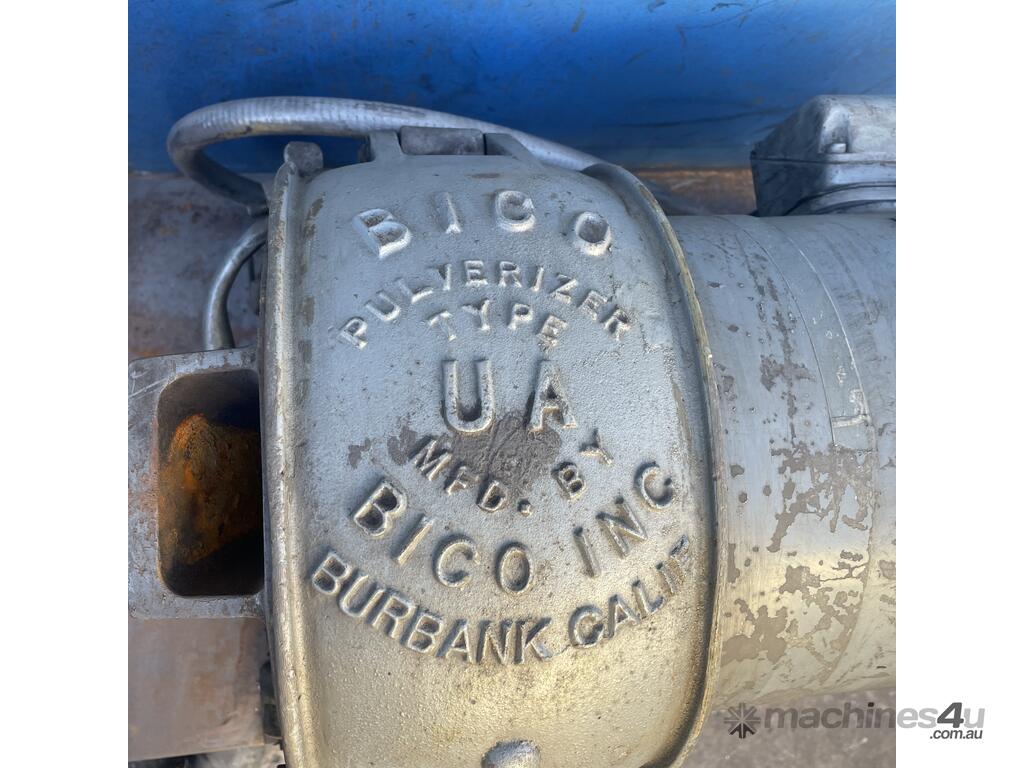 BICO
PULVERIZER
TYPE
UA
MFD. BY
BICO INC
BURBANK CALIF
machines4u
.com.au